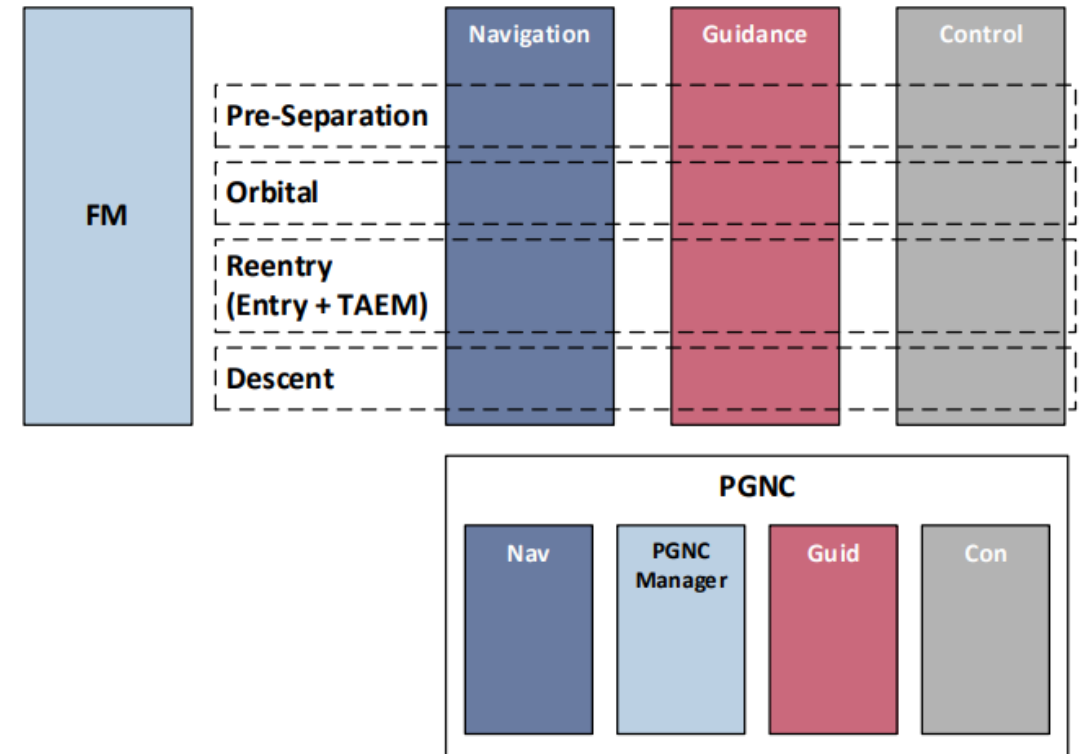 Navigation
Guidance
Control
Pre-Separation
Orbital
FM
Reentry
(Entry + TAEM)
Descent
PGNC
Nav
PGNC
Manager
Guid
Con